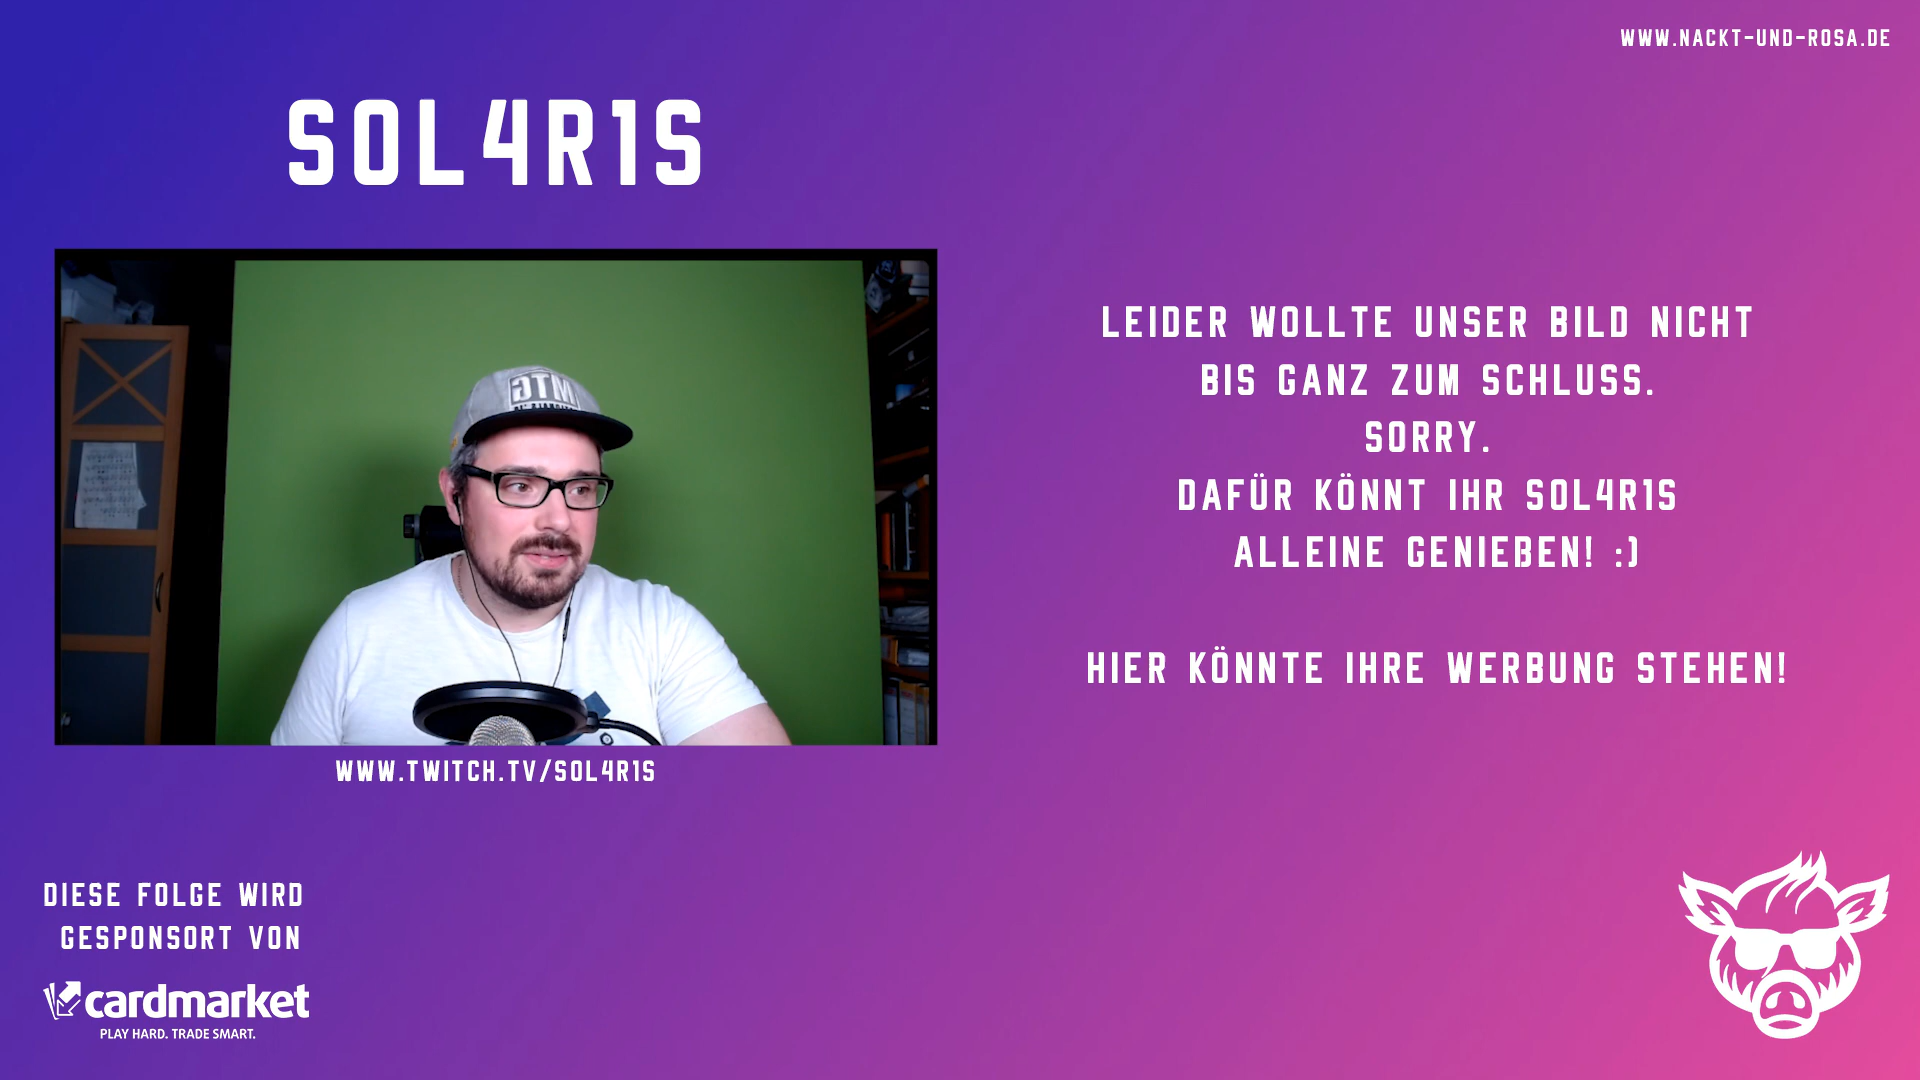 WWW.NACKT-UND-ROSA.DE
SOL4R1S
LEIDER WOLLTE UNSER BILD NICHT
BIS GANZ ZUM SCHLUSS.
SORRY.
DAFÜR KÖNNT IHR SOL4R1S
ALLEINE GENIEßEN! :)
HIER KÖNNTE IHRE WERBUNG STEHEN!
WWW.TWITCH.TV/SOL4R1S
DIESE FOLGE WIRD
GESPONSORT VON
cardmarket
PLAY HARD. TRADE SMART.